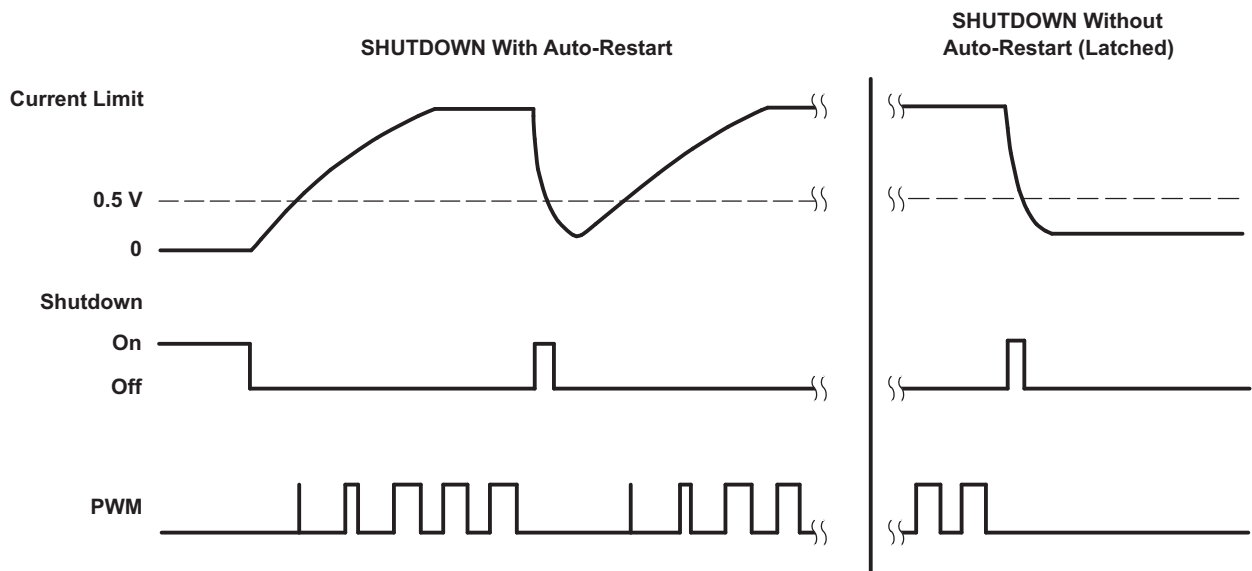 SHUTDOWN With Auto-Restart
SHUTDOWN Without
Auto-Restart (Latched)
Current Limit
0.5 V
0
Shutdown
On
Off
PWM